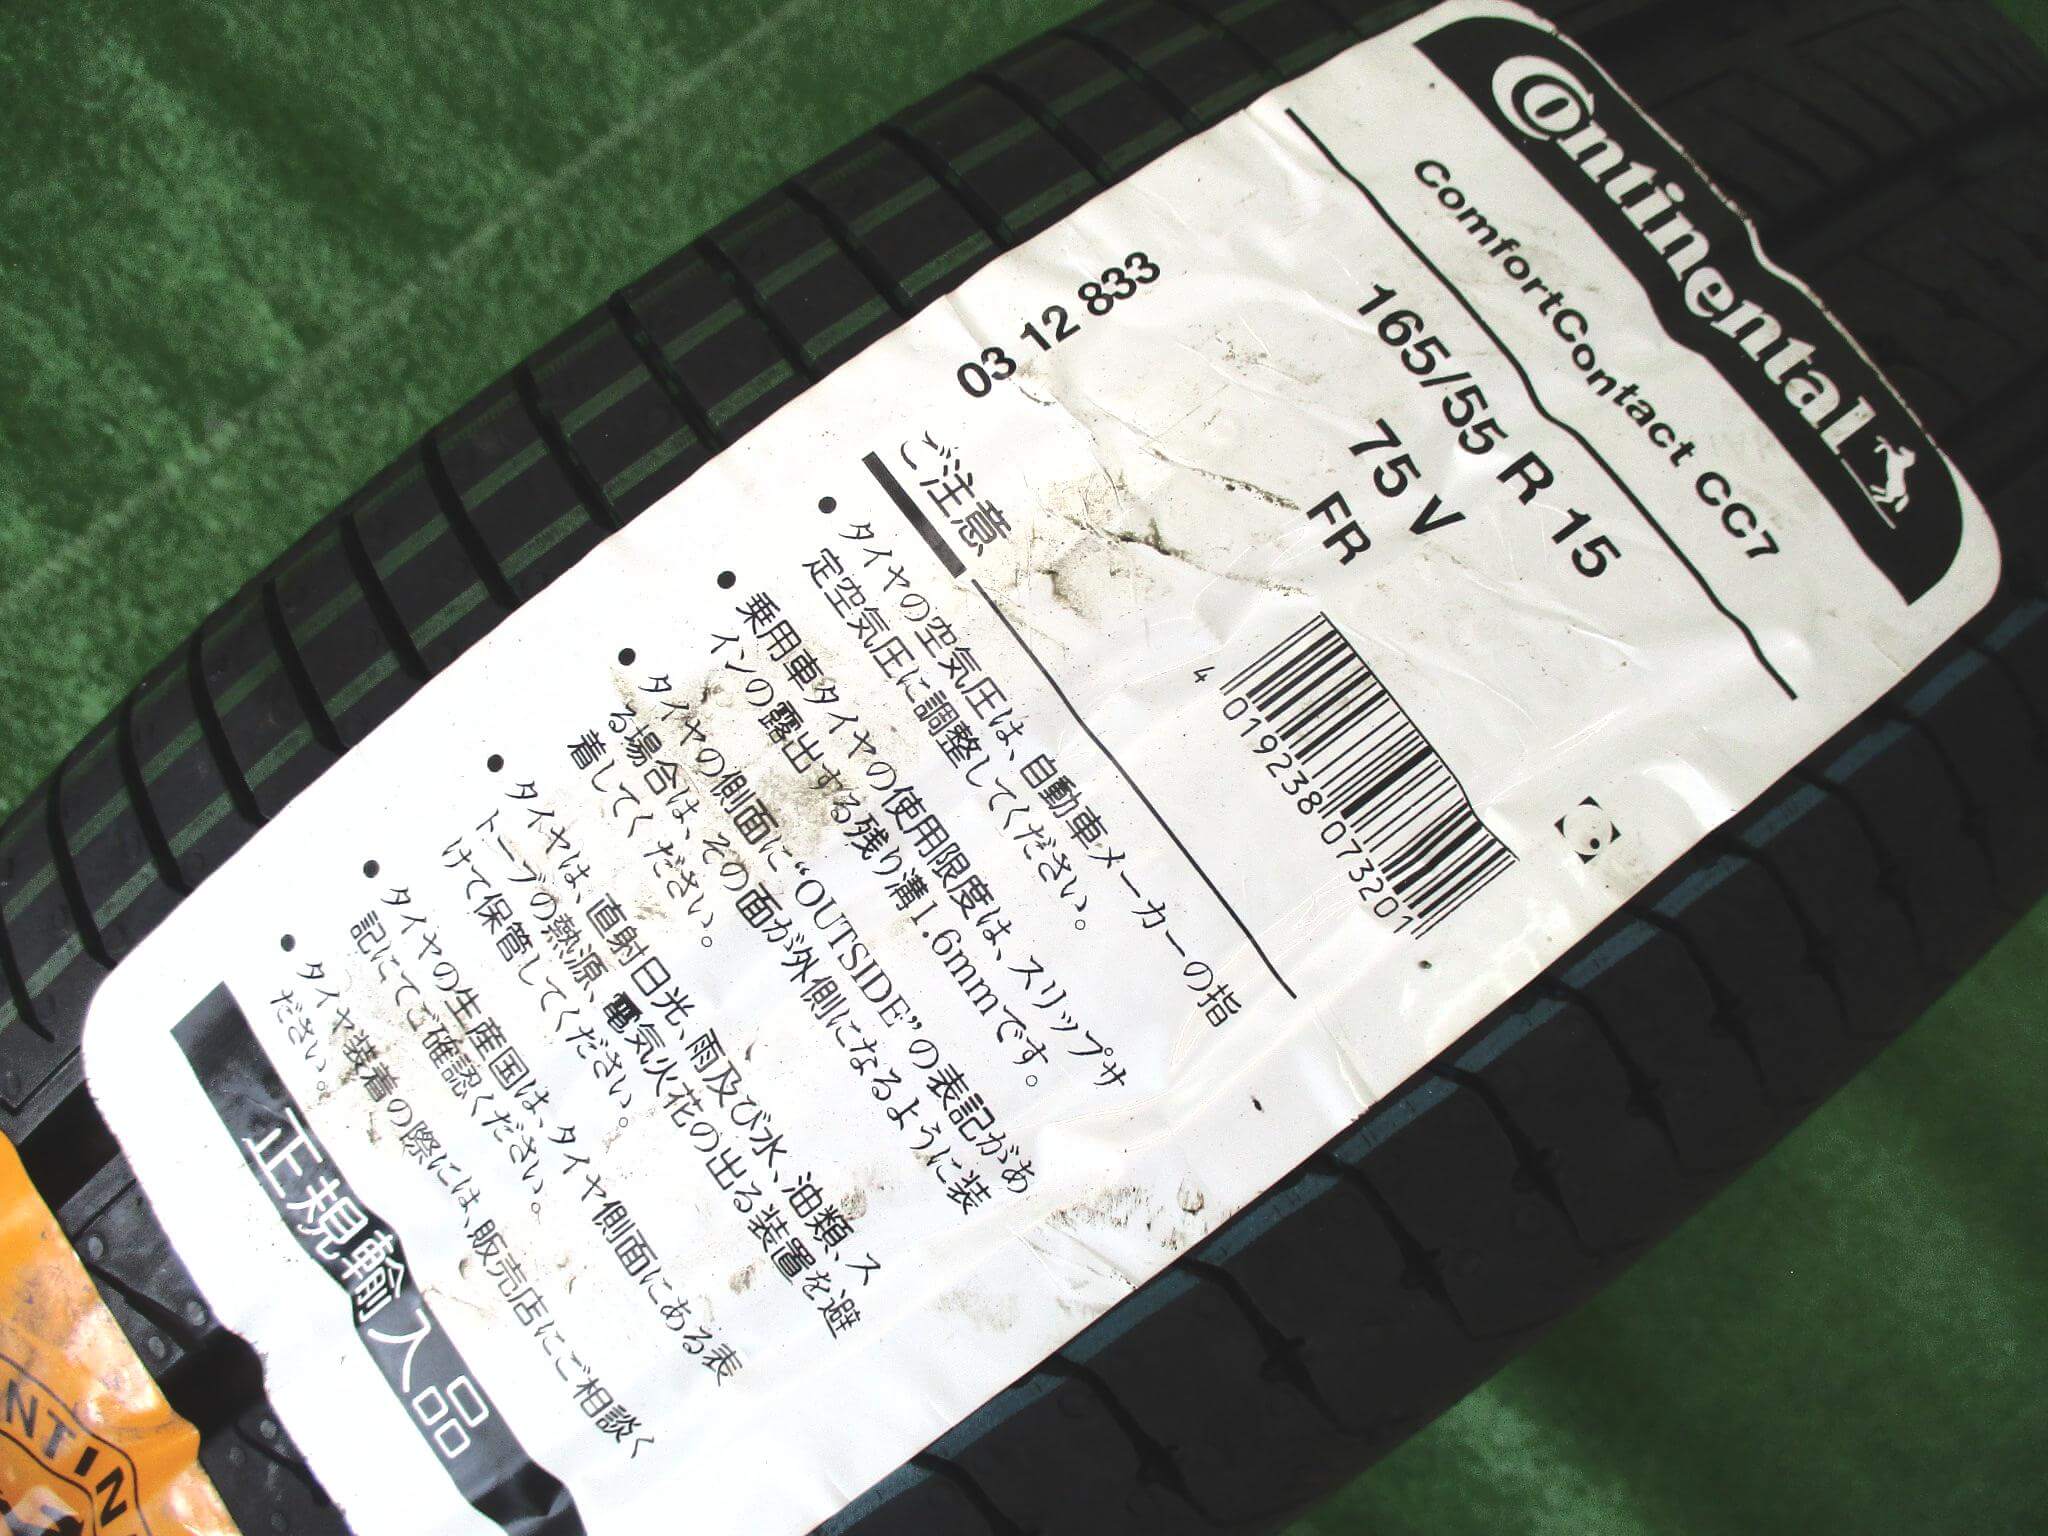 Continental
ComfortContact CC7
165/55 R 15
75 V
FR
03 12 833
4 019238 073201
ご注意
● タイヤの空気圧は、自動車メーカーの指
定空気圧に調整してください。
● 乗用車タイヤの使用限度は、スリップサ
インの露出する残り溝1.6mmです。
● タイヤの側面に“OUTSIDE”の表記があ
る場合は、その面が外側になるように装
着してください。
● タイヤは、直射日光、雨及び水、油類、ス
トーブの熱源、電気火花の出る装置を避
けて保管してください。
● タイヤの生産国は、タイヤ側面にある表
記にてご確認ください。
● タイヤ装着の際には、販売店にご相談く
ださい。
正規輸入品
NTIN